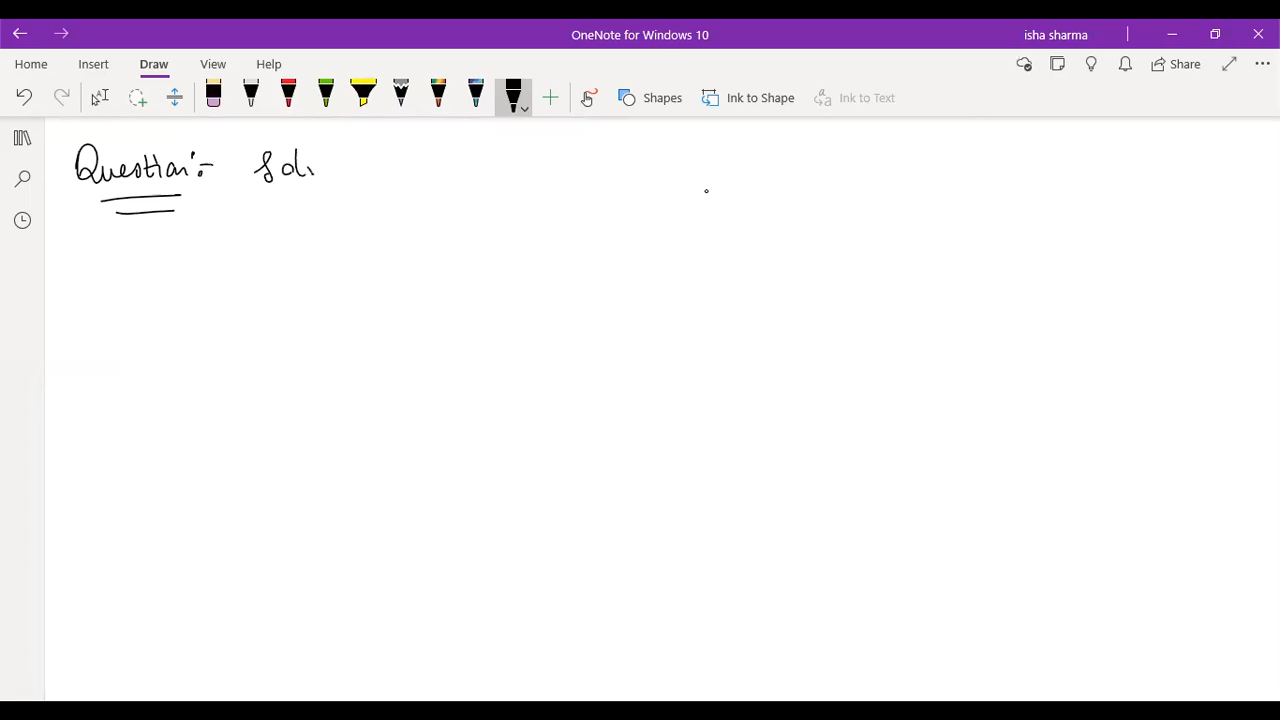 OneNote for Windows 10
isha sharma
Home Insert Draw View Help
Share
Shapes Ink to Shape Ink to Text
Question:-